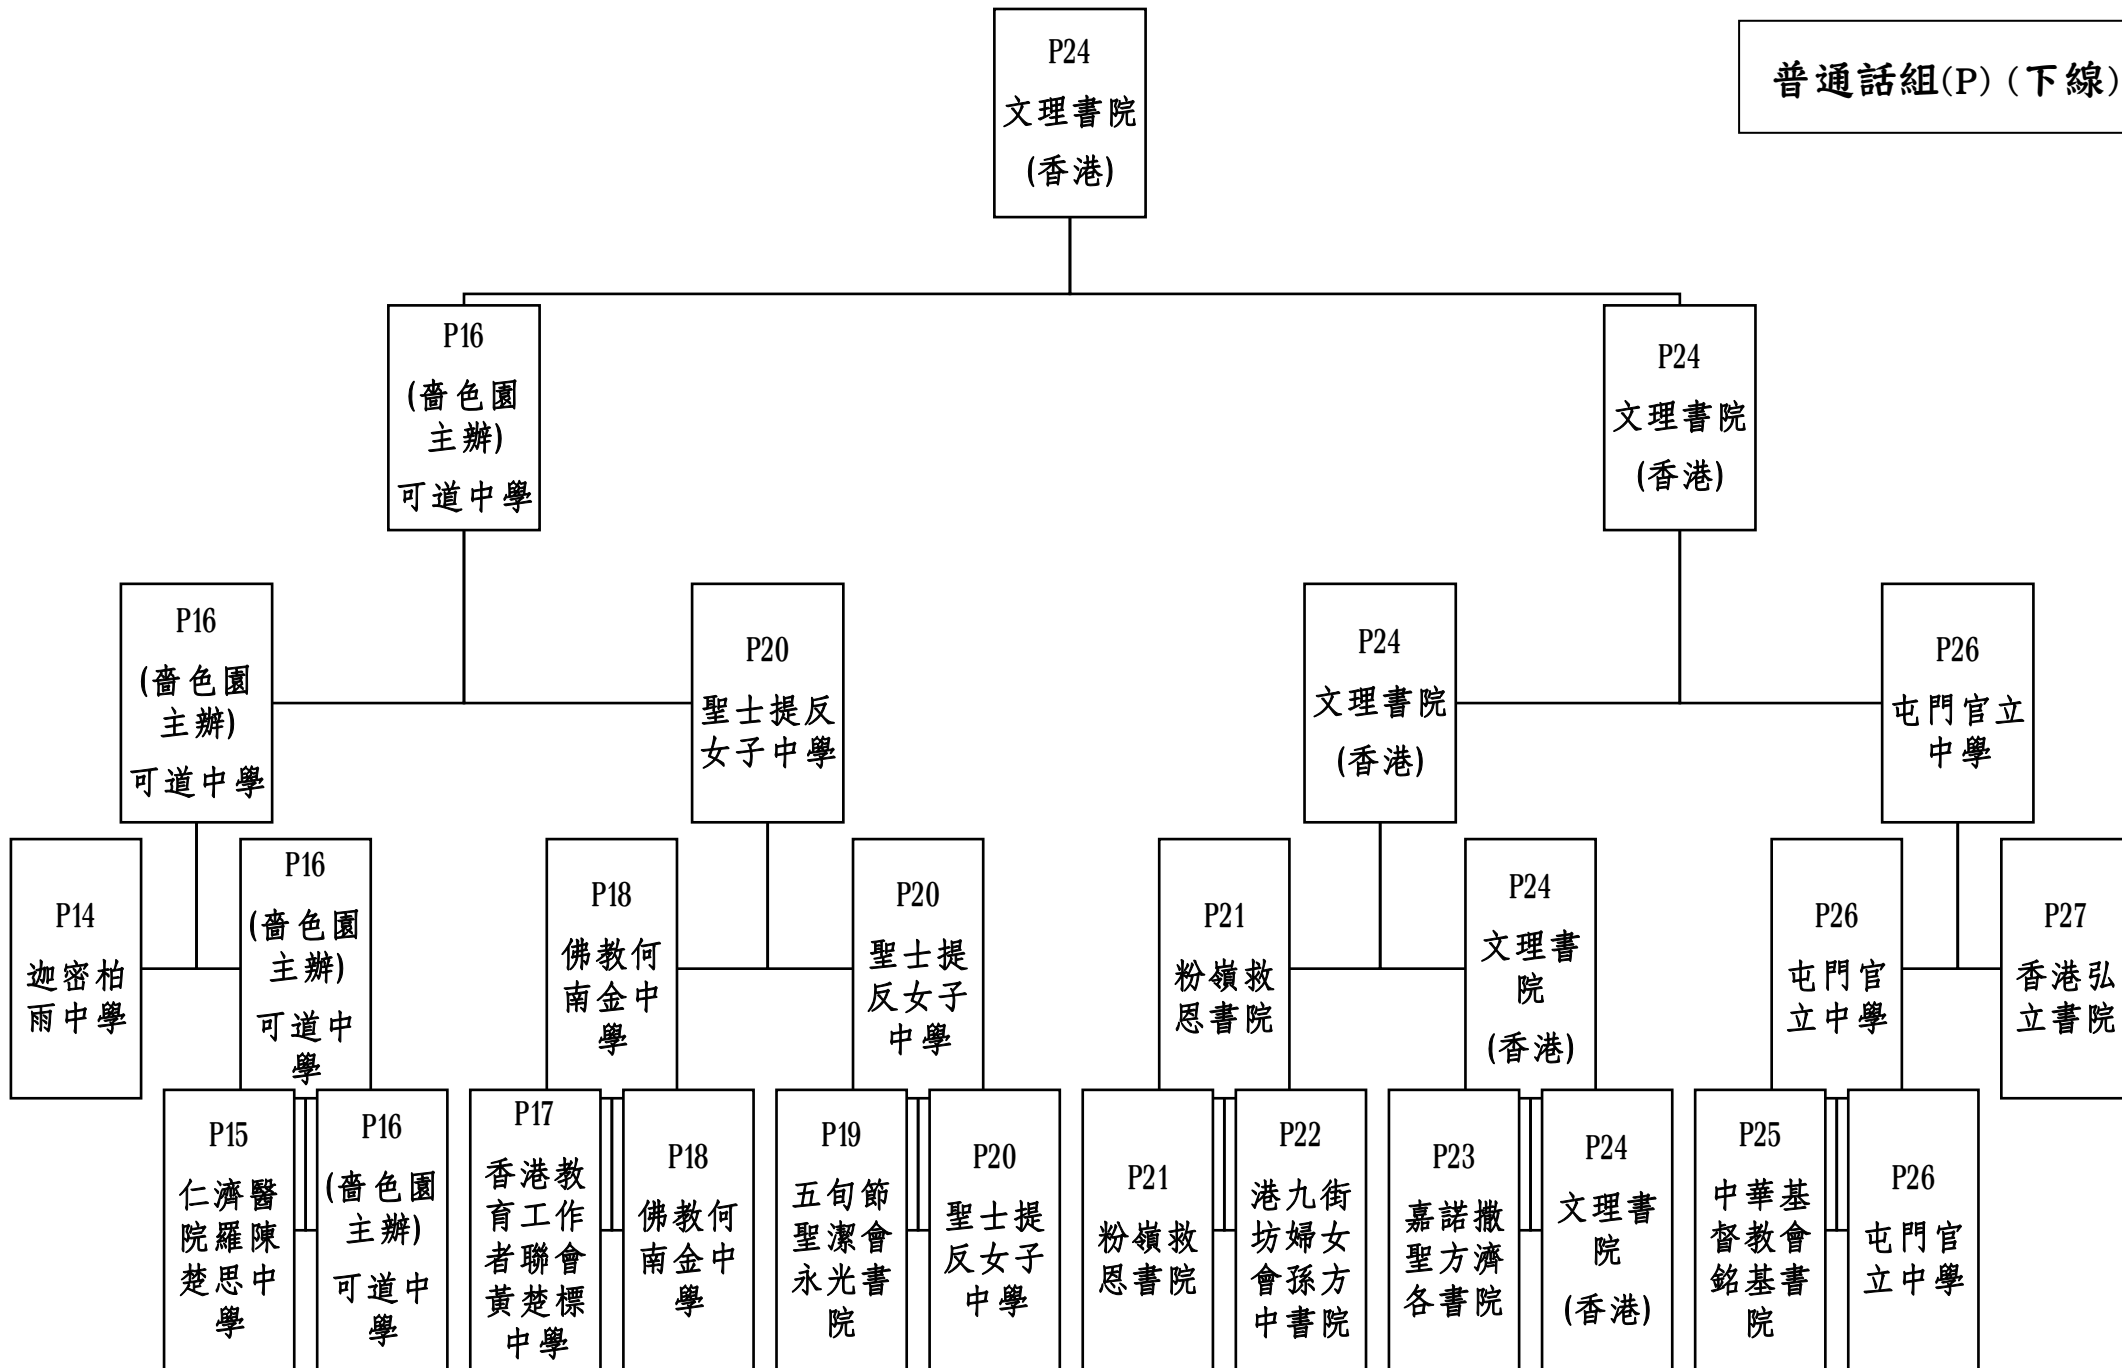 P24
文理書院
(香港)
普通話組(P)(下線)
P16
(嗇色園
主辦)
可道中學
P24
文理書院
(香港)
P16
(嗇色園
主辦)
可道中學
P20
聖士提反
女子中學
P24
文理書院
(香港)
P26
屯門官立
中學
P14
迦密柏
雨中學
P16
(嗇色園
主辦)
可道中
學
P18
佛教何
南金中
學
P20
聖士提
反女子
中學
P21
粉嶺救
恩書院
P24
文理書
院
(香港)
P26
屯門官
立中學
P27
香港弘
立書院
P15
仁濟醫
院羅陳
楚思中
學
P16
(嗇色園
主辦)
可道中
學
P17
香港教
育工作
者聯會
黃楚標
中學
P18
佛教何
南金中
學
P19
五旬節
聖潔會
永光書
院
P20
聖士提
反女子
中學
P21
粉嶺救
恩書院
P22
港九街
坊婦女
會孫方
中書院
P23
嘉諾撒
聖方濟
各書院
P24
文理書
院
(香港)
P25
中華基
督教會
銘基書
院
P26
屯門官
立中學